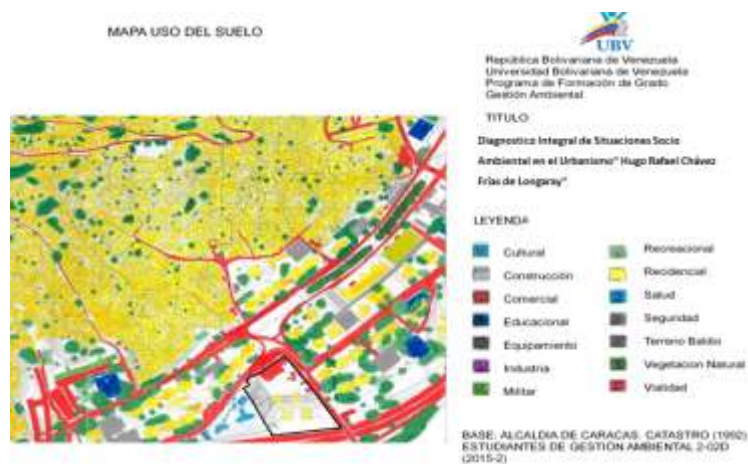 MAPA USO DEL SUELO
UBV
República Bolivariana de Venezuela
Universidad Bolivariana de Venezuela
Programa de Formación de Grado
Gestión Ambiental
TITULO
Diagnostico Integral de Situaciones Socio
Ambiental en el Urbanismo" Hugo Rafael Chávez
Frías de Longaray"
LEYENDA
Cultural
Construcción
Comercial
Educacional
Equipamiento
Industria
Militar
Recreacional
Recidencial
Salud
Seguridad
Terreno Baldio
Vegetacion Natural
Vialidad
BASE: ALCALDIA DE CARACAS. CATASTRO (1992)
ESTUDIANTES DE GESTIÓN AMBIENTAL 2-02D
(2015-2)